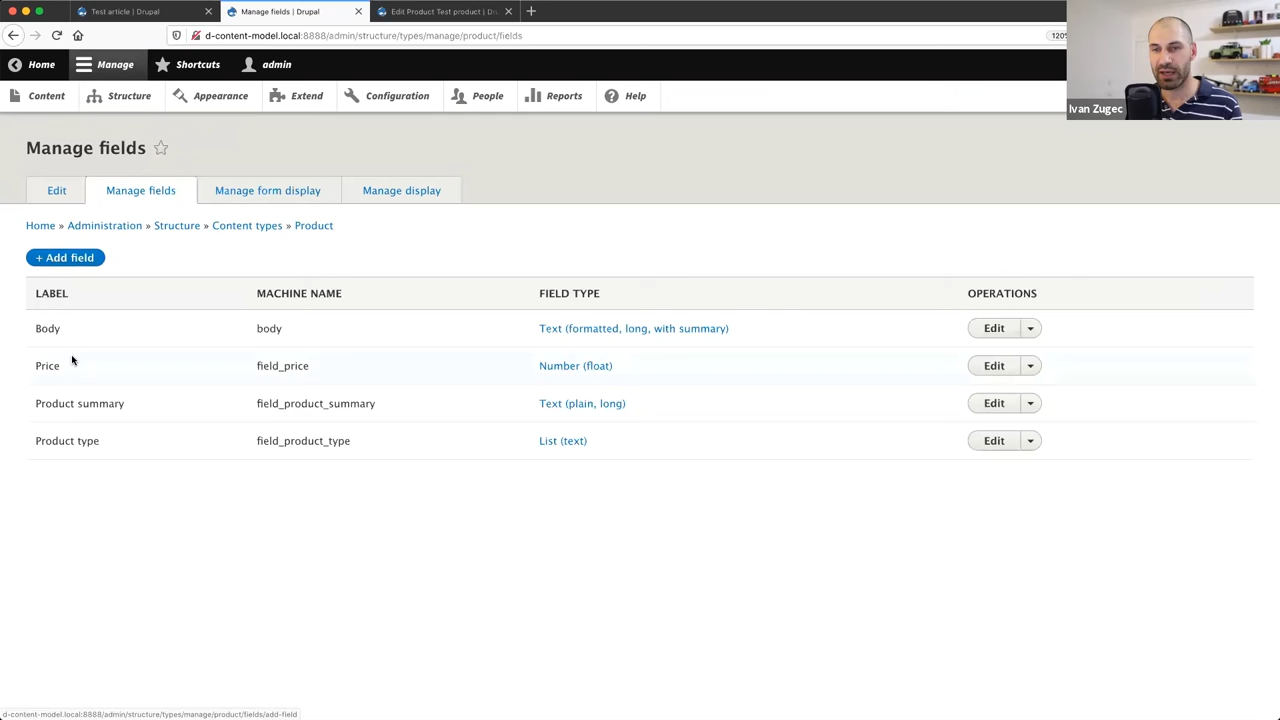 Test article | Drupal
Manage fields | Drupal
Edit Product Test product | Dr
d-content-model.local:8888/admin/structure/types/manage/product/fields
120%
Home
Manage
Shortcuts
admin
Content
Structure
Appearance
Extend
Configuration
People
Reports
Help
Ivan Zugec
Manage fields
Edit
Manage fields
Manage form display
Manage display
Home » Administration » Structure » Content types » Product
+ Add field
LABEL MACHINE NAME FIELD TYPE OPERATIONS
Body body Text (formatted, long, with summary) Edit
Price field_price Number (float) Edit
Product summary field_product_summary Text (plain, long) Edit
Product type field_product_type List (text) Edit
d-content-model.local:8888/admin/structure/types/manage/product/fields/add-field